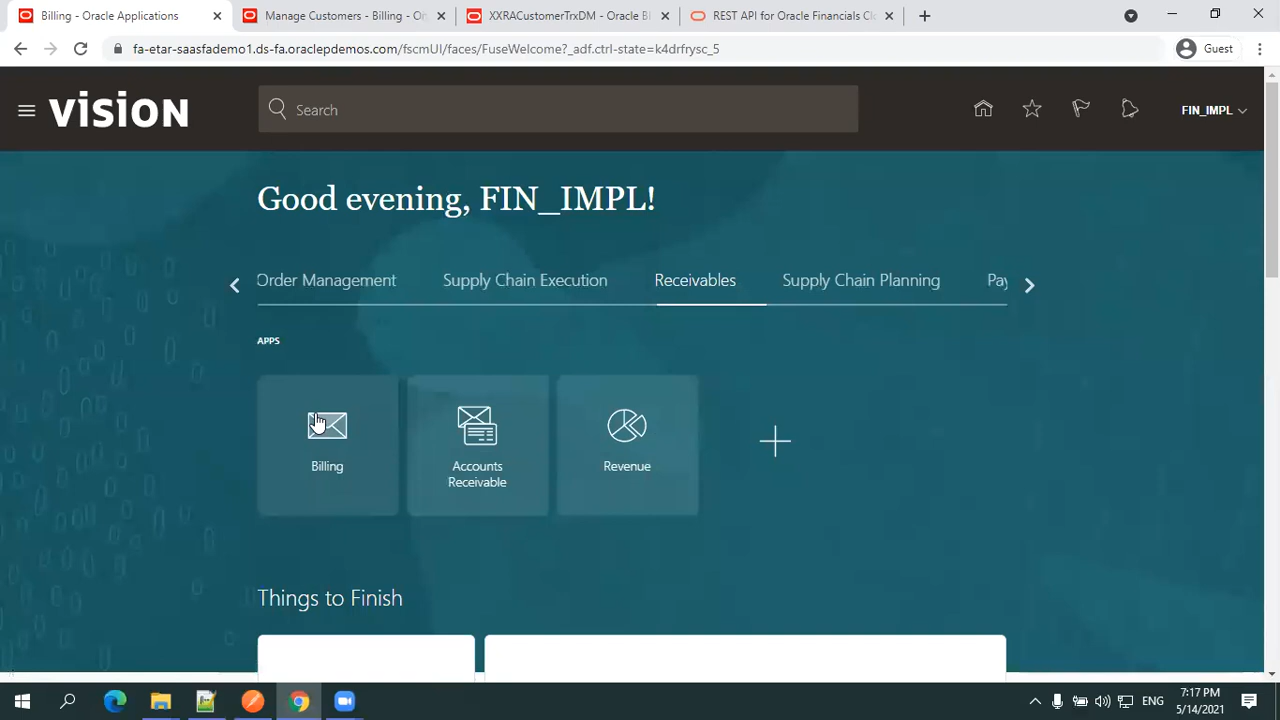 Billing - Oracle Applications
Manage Customers - Billing - Or
XXRACustomerTrxDM - Oracle BI
REST API for Oracle Financials Cl
fa-etar-saasfademo1.ds-fa.oraclepdemos.com/fscmUI/faces/FuseWelcome?_adf.ctrl-state=k4drfrysc_5
Guest
VISION
Search
FIN_IMPL
Good evening, FIN_IMPL!
Order Management
Supply Chain Execution
Receivables
Supply Chain Planning
Pay
APPS
Billing
Accounts
Receivable
Revenue
Things to Finish
ENG
7:17 PM
5/14/2021